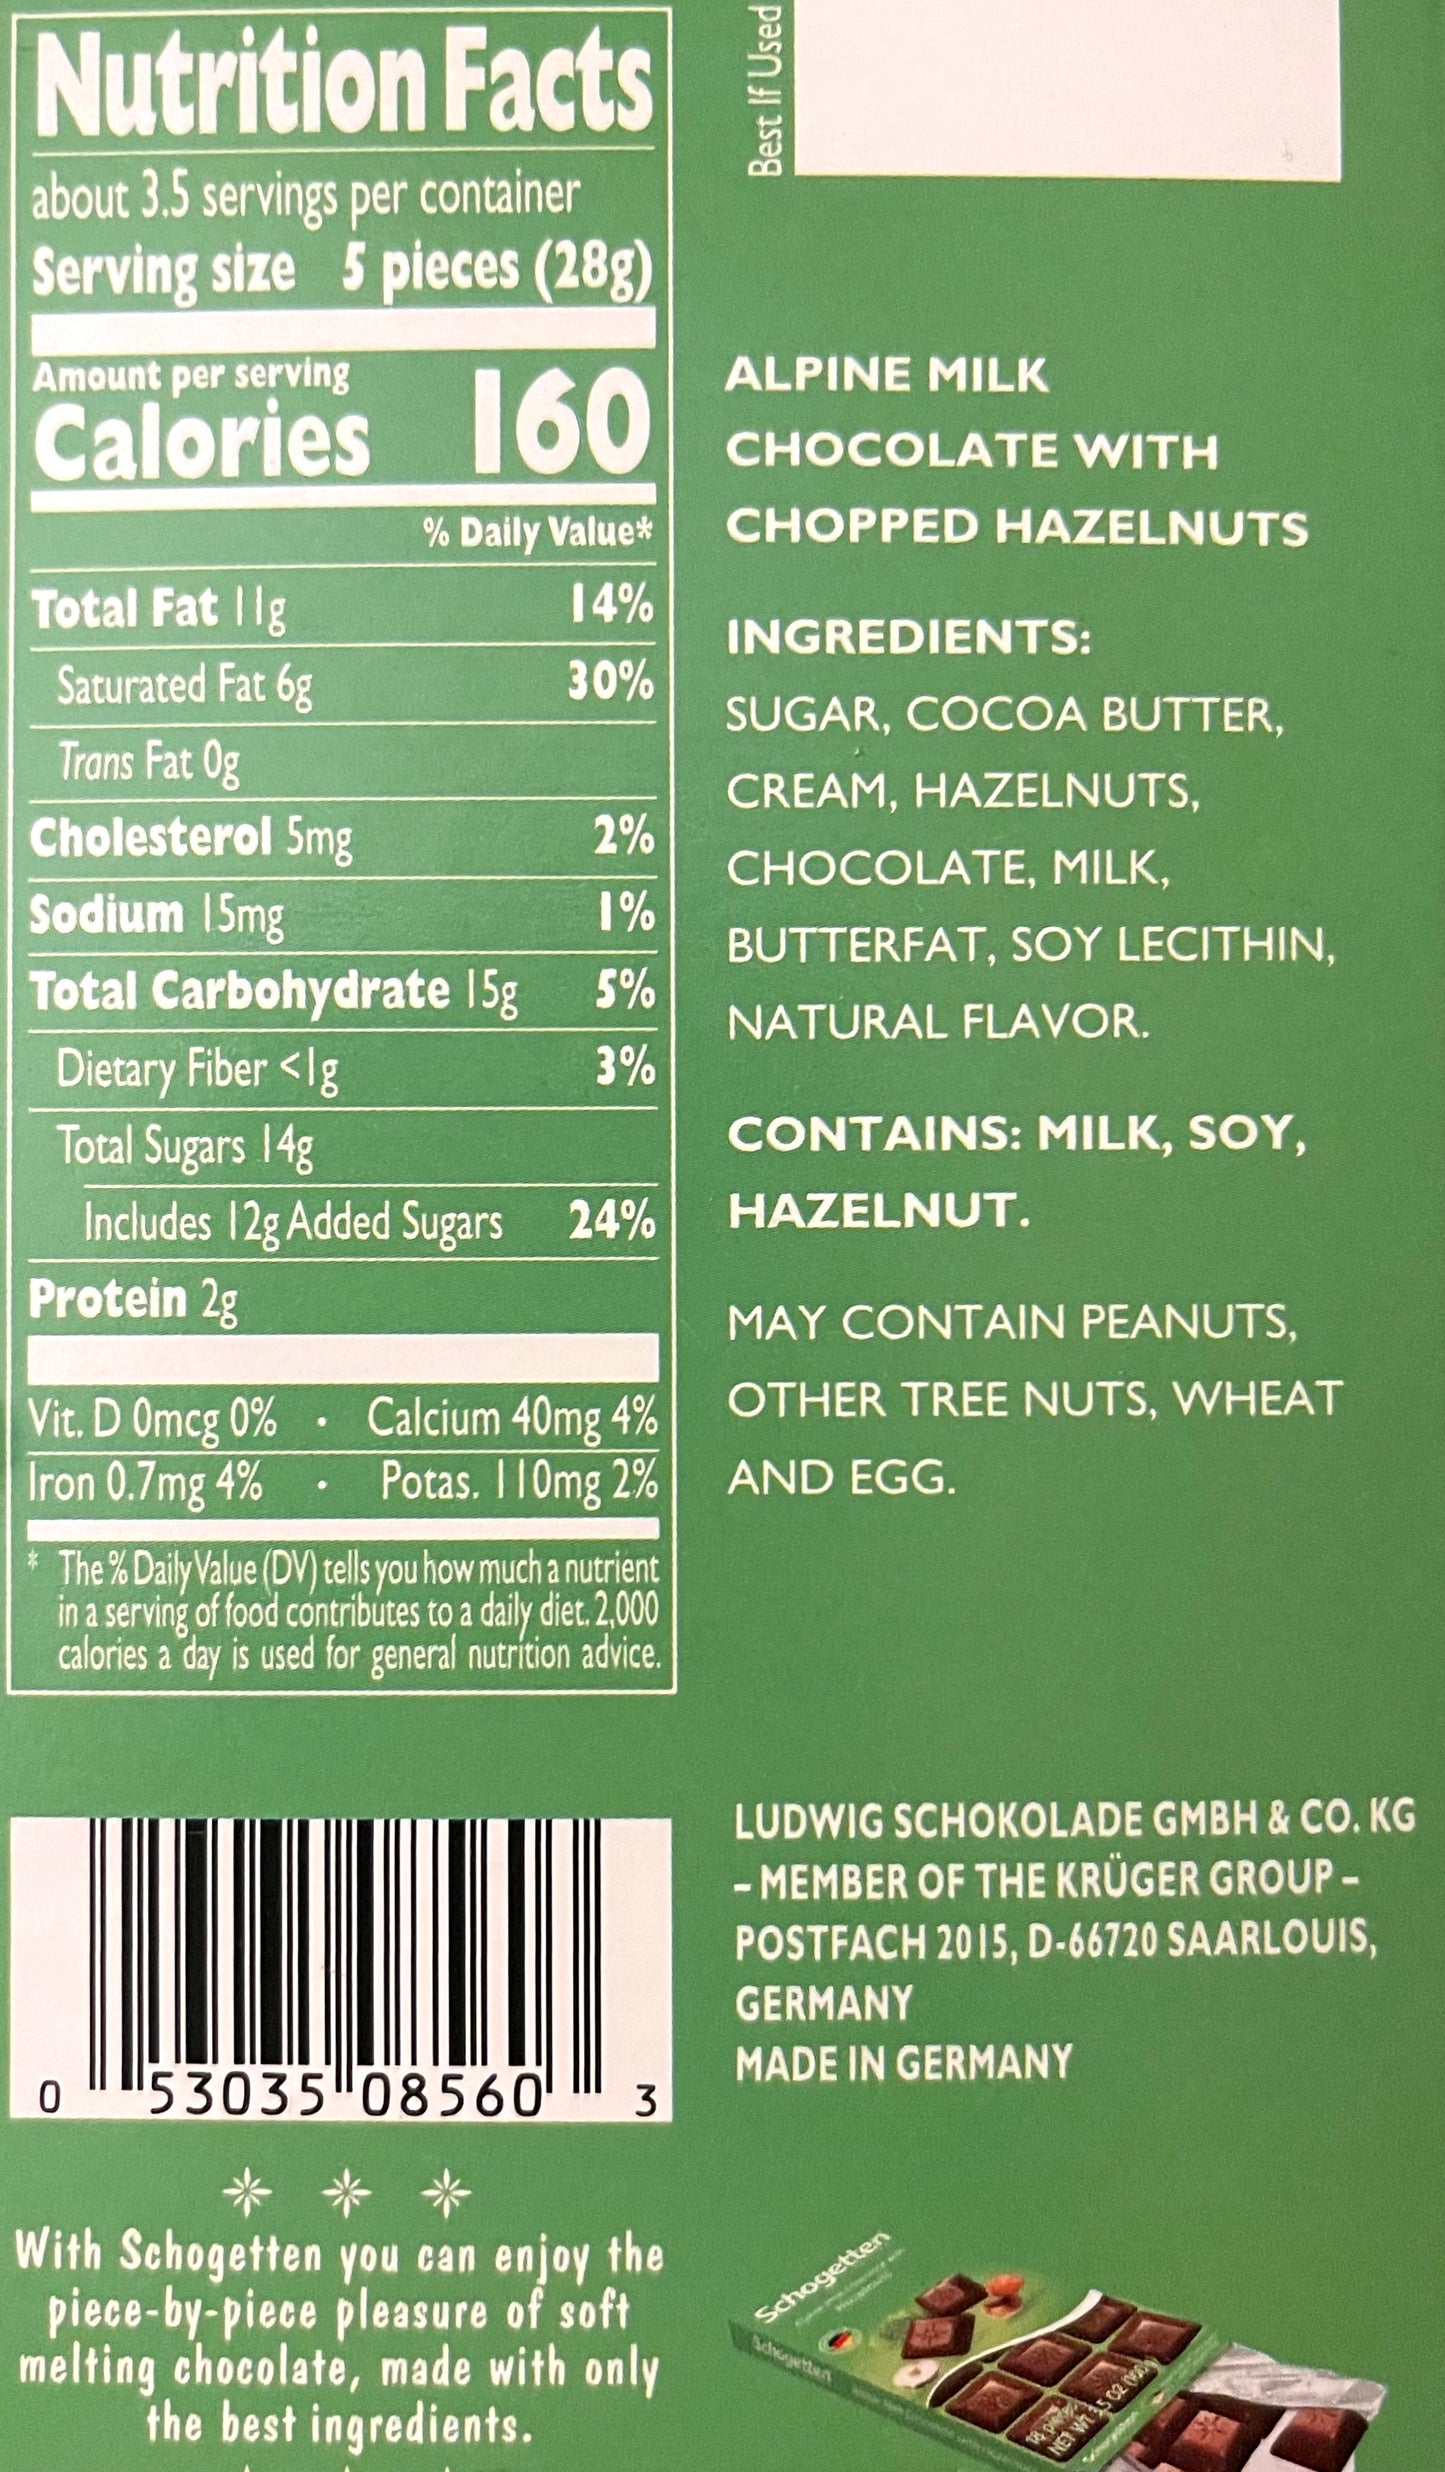 Nutrition Facts
about 3.5 servings per container
Serving size 5 pieces (28g)
Amount per serving
Calories 160
% Daily Value*
Total Fat 11g 14%
Saturated Fat 6g 30%
Trans Fat 0g
Cholesterol 5mg 2%
Sodium 15mg 1%
Total Carbohydrate 15g 5%
Dietary Fiber <1g 3%
Total Sugars 14g
Includes 12g Added Sugars 24%
Protein 2g
Vit. D 0mcg 0% • Calcium 40mg 4%
Iron 0.7mg 4% • Potas. 110mg 2%
* The % Daily Value (DV) tells you how much a nutrient
in a serving of food contributes to a daily diet. 2,000
calories a day is used for general nutrition advice.
0 53035 08560 3
With Schogetten you can enjoy the
piece-by-piece pleasure of soft
melting chocolate, made with only
the best ingredients.
Best If Used
ALPINE MILK
CHOCOLATE WITH
CHOPPED HAZELNUTS
INGREDIENTS:
SUGAR, COCOA BUTTER,
CREAM, HAZELNUTS,
CHOCOLATE, MILK,
BUTTERFAT, SOY LECITHIN,
NATURAL FLAVOR.
CONTAINS: MILK, SOY,
HAZELNUT.
MAY CONTAIN PEANUTS,
OTHER TREE NUTS, WHEAT
AND EGG.
LUDWIG SCHOKOLADE GMBH & CO. KG
– MEMBER OF THE KRÜGER GROUP –
POSTFACH 2015, D-66720 SAARLOUIS,
GERMANY
MADE IN GERMANY
Schogetten
Schogetten